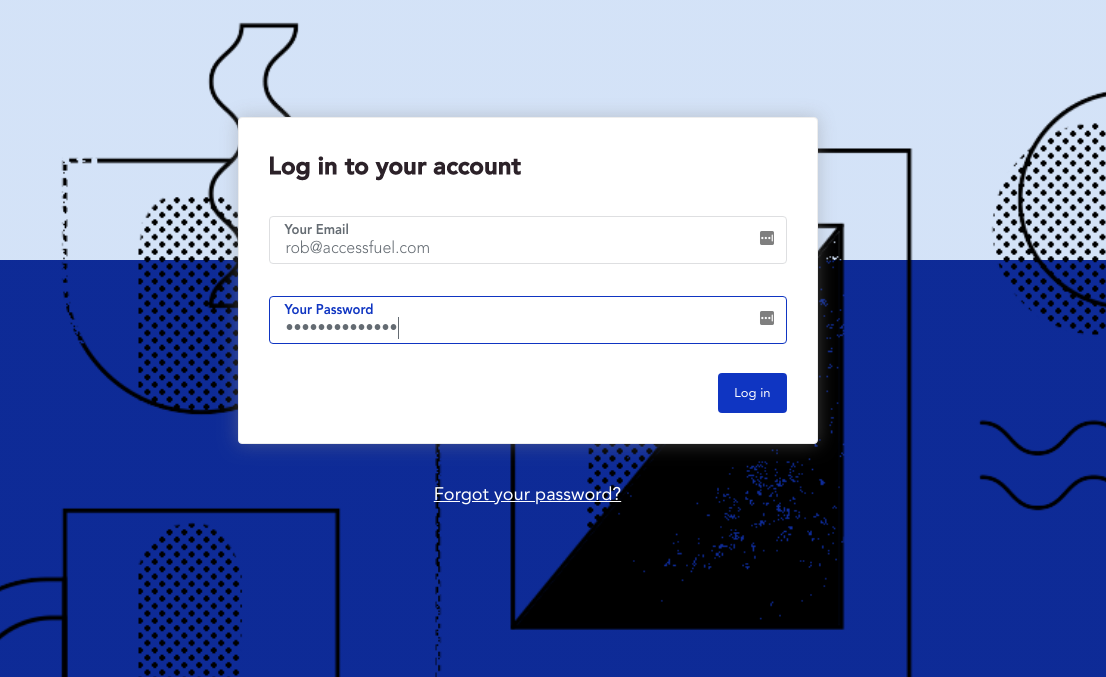 Log in to your account
Your Email
rob@accessfuel.com
Your Password
••••••••••••••
Log in
Forgot your password?